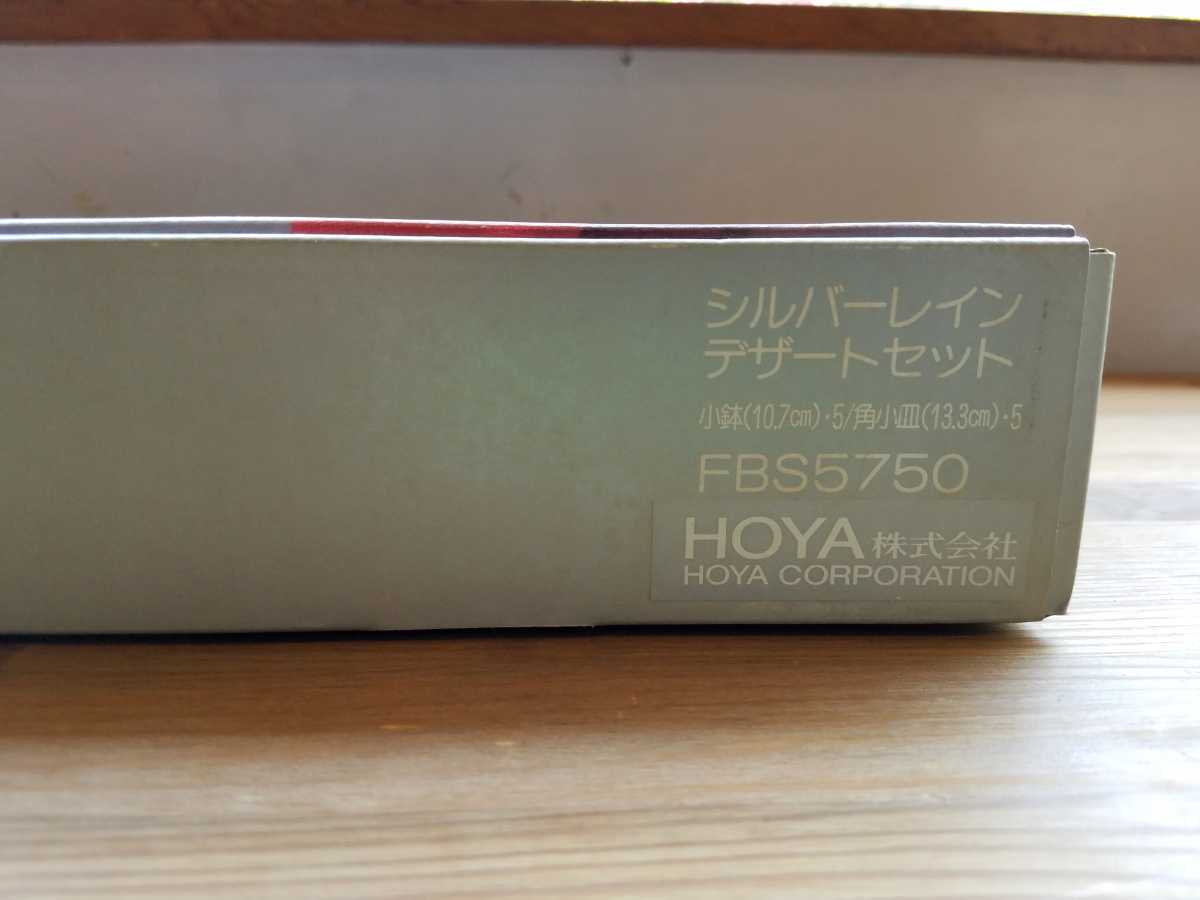 シルバーレイン
デザートセット
小鉢(10.7cm)・5/角小皿(13.3cm)・5
FBS5750
HOYA 株式会社
HOYA CORPORATION